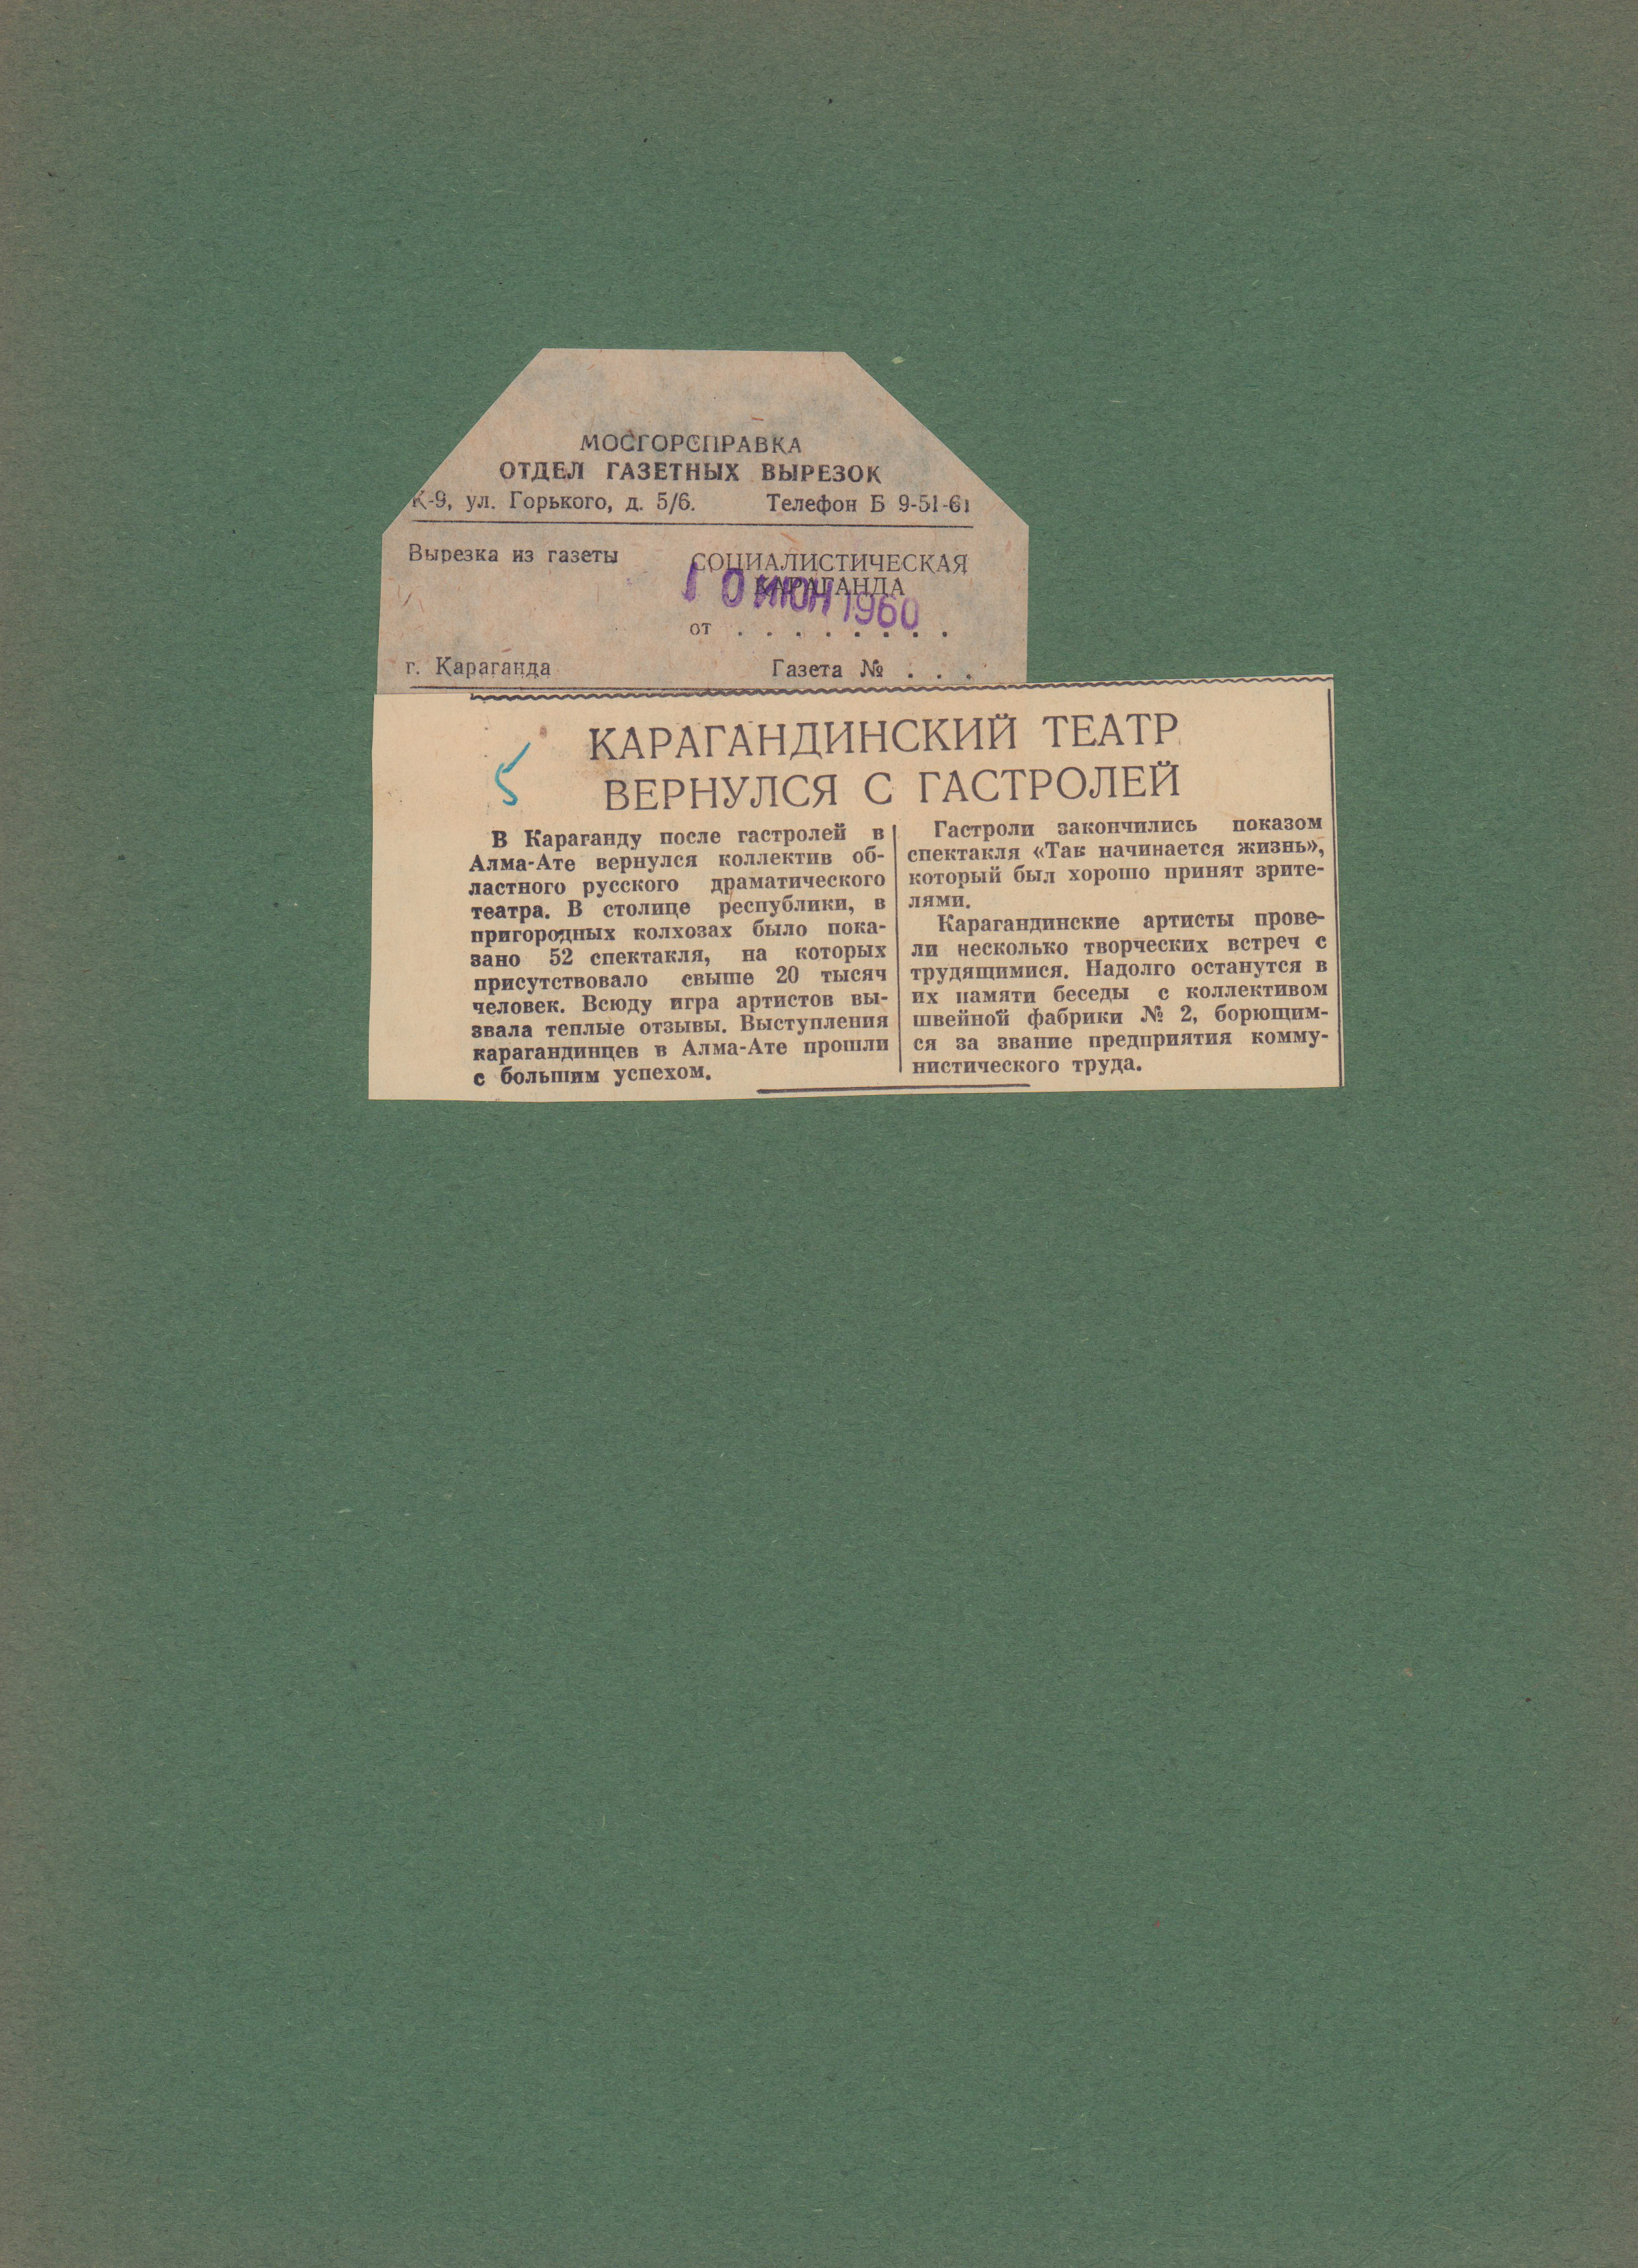 МОСГОРСПРАВКА
ОТДЕЛ ГАЗЕТНЫХ ВЫРЕЗОК
К-9, ул. Горького, д. 5/6. Телефон Б 9-51-61
Вырезка из газеты СОЦИАЛИСТИЧЕСКАЯ
КАРАГАНДА
10 ИЮН 1960
от . . . . . . . .
г. Караганда Газета № . . .
5
КАРАГАНДИНСКИЙ ТЕАТР
ВЕРНУЛСЯ С ГАСТРОЛЕЙ
В Караганду после гастролей в
Алма-Ате вернулся коллектив об-
ластного русского драматического
театра. В столице республики, в
пригородных колхозах было пока-
зано 52 спектакля, на которых
присутствовало свыше 20 тысяч
человек. Всюду игра артистов вы-
звала теплые отзывы. Выступления
карагандинцев в Алма-Ате прошли
с большим успехом.
Гастроли закончились показом
спектакля «Так начинается жизнь»,
который был хорошо принят зрите-
лями.
Карагандинские артисты прове-
ли несколько творческих встреч с
трудящимися. Надолго останутся в
их памяти беседы с коллективом
швейной фабрики № 2, борющим-
ся за звание предприятия комму-
нистического труда.